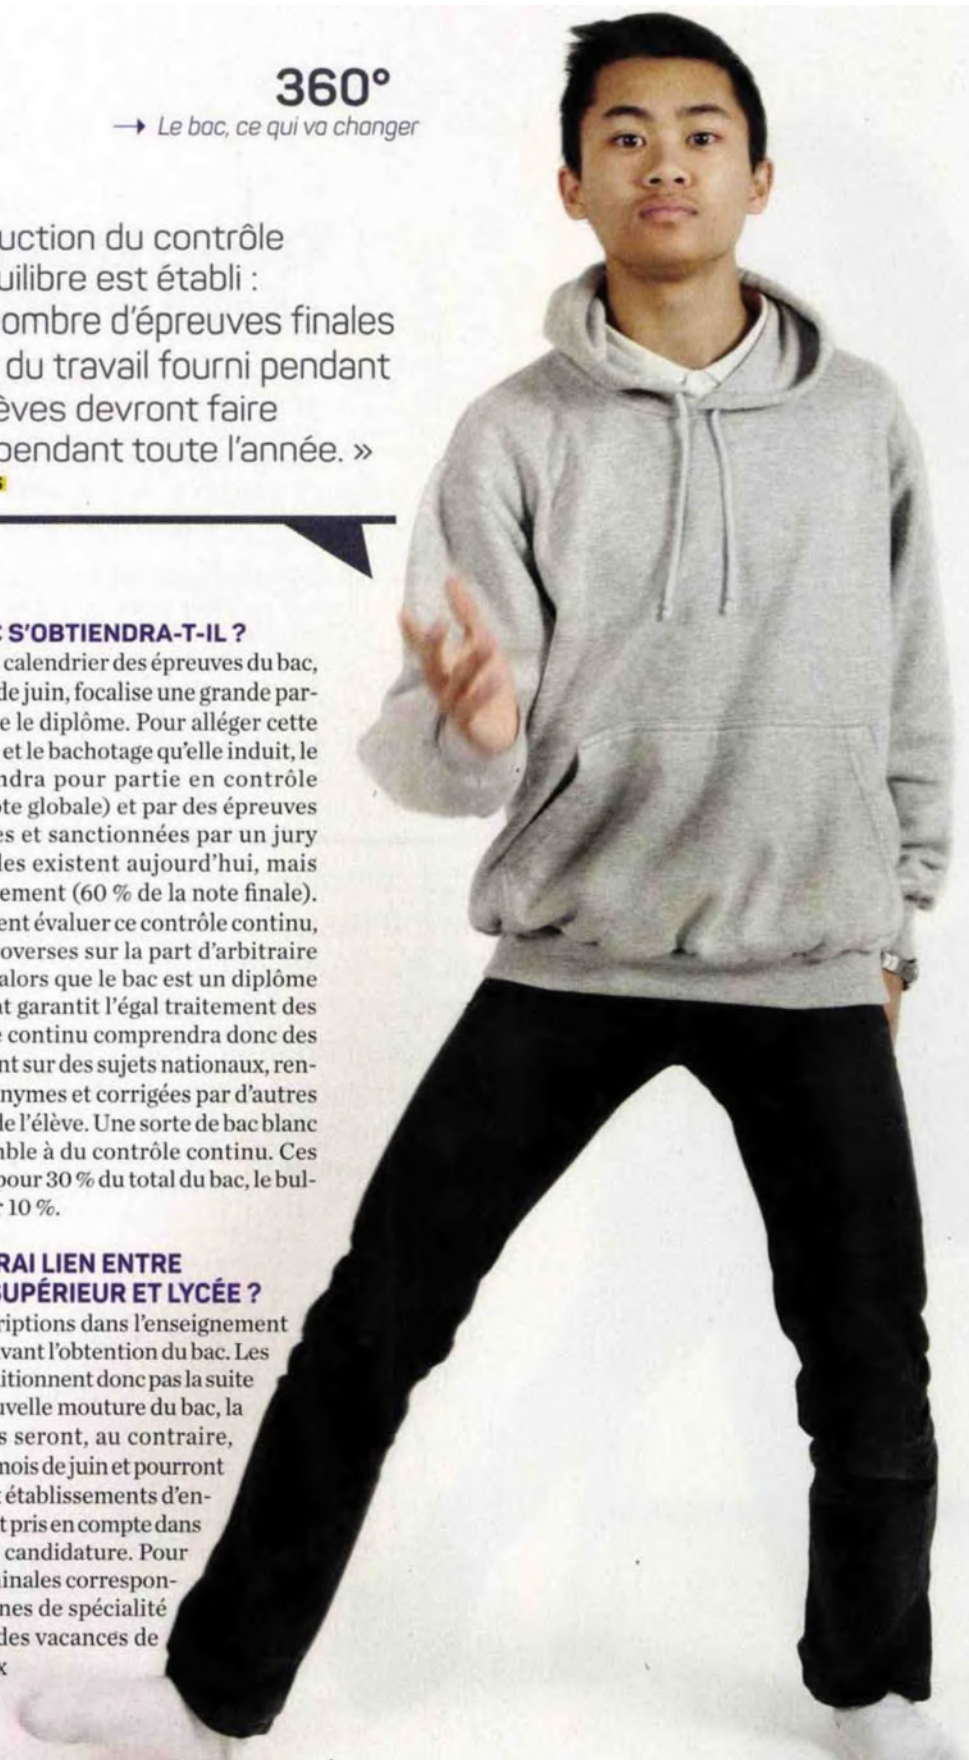 360°
→ Le bac, ce qui va changer
uction du contrôle
uilibre est établi :
ombre d'épreuves finales
du travail fourni pendant
èves devront faire
pendant toute l'année. »
S'OBTIENDRA-T-IL ?
calendrier des épreuves du bac,
de juin, focalise une grande par-
e le diplôme. Pour alléger cette
et le bachotage qu'elle induit, le
ndra pour partie en contrôle
te globale) et par des épreuves
es et sanctionnées par un jury
les existent aujourd'hui, mais
ement (60 % de la note finale).
ent évaluer ce contrôle continu,
overses sur la part d'arbitraire
alors que le bac est un diplôme
t garantit l'égal traitement des
continu comprendra donc des
nt sur des sujets nationaux, ren-
nymes et corrigées par d'autres
de l'élève. Une sorte de bac blanc
ble à du contrôle continu. Ces
pour 30 % du total du bac, le bul-
r 10 %.
RAI LIEN ENTRE
SUPÉRIEUR ET LYCÉE ?
riptions dans l'enseignement
vant l'obtention du bac. Les
itionnent donc pas la suite
uvelle mouture du bac, la
s seront, au contraire,
mois de juin et pourront
établissements d'en-
t pris en compte dans
candidature. Pour
inales correspon-
nes de spécialité
des vacances de
x